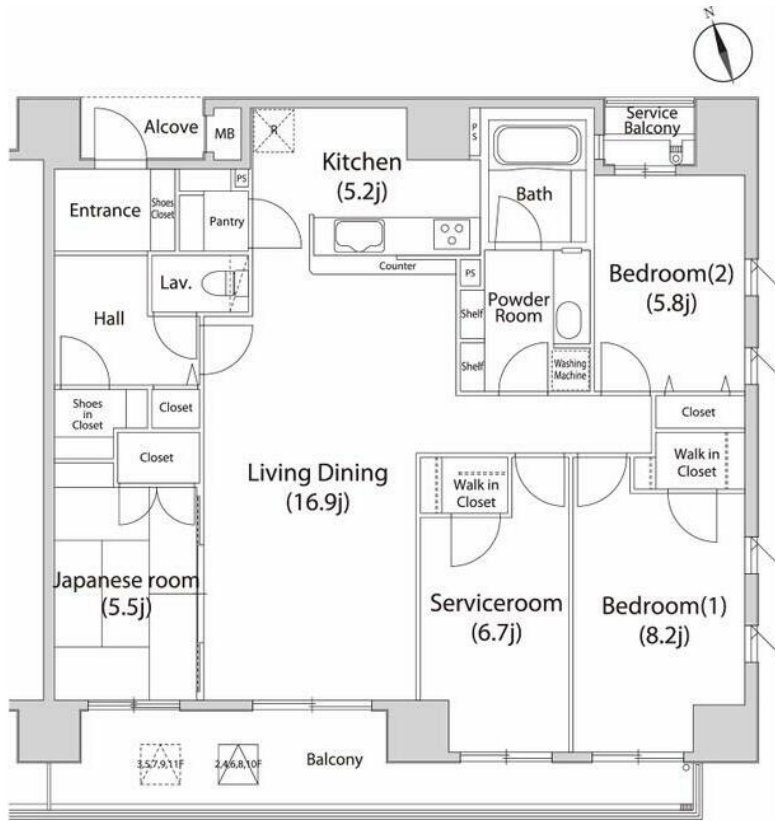 N
Alcove
MB
Service
Balcony
R
Kitchen
(5.2j)
PS
Bath
Entrance
Shoes
Closet
PS
Pantry
Lav.
Counter
PS
Powder
Room
Bedroom(2)
(5.8j)
Hall
Shelf
Shelf
Washing
Machine
Shoes
in
Closet
Closet
Closet
Closet
Walk in
Closet
Living Dining
(16.9j)
Walk in
Closet
Japanese room
(5.5j)
Serviceroom
(6.7j)
Bedroom(1)
(8.2j)
3,5,7,9,11F
2,4,6,8,10F
Balcony